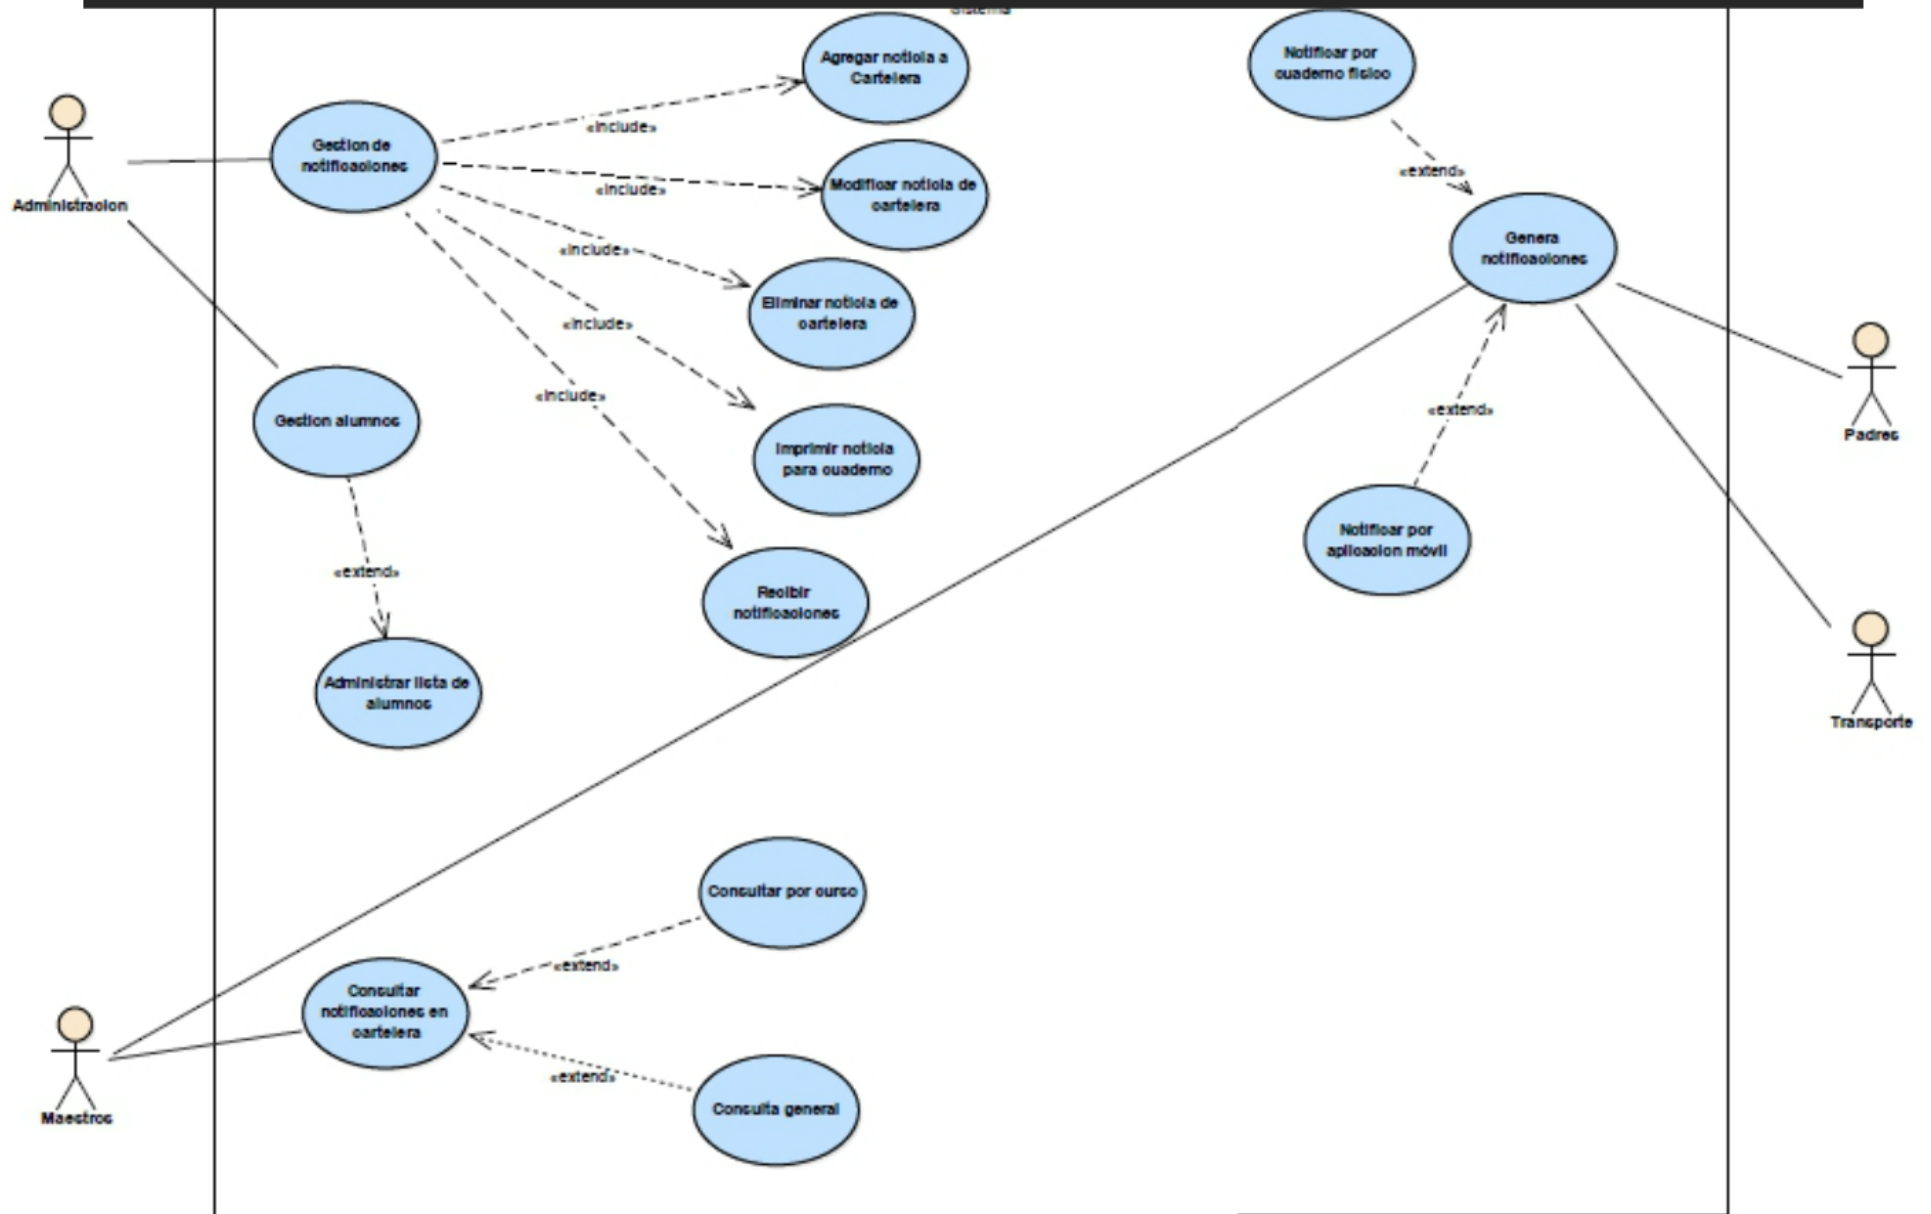 Sistema
Agregar noticia a
Cartelera
Notificar por
cuaderno fisico
Gestion de
notificaciones
«include»
«extend»
Modificar noticia de
cartelera
«include»
Administracion
Genera
notificaciones
«include»
Eliminar noticia de
cartelera
«include»
«include»
Gestion alumnos
«extend»
Padres
Imprimir noticia
para cuaderno
Notificar por
aplicacion móvil
«extend»
Recibir
notificaciones
Administrar lista de
alumnos
Transporte
Consultar por curso
«extend»
Consultar
notificaciones en
cartelera
«extend»
Consulta general
Maestros